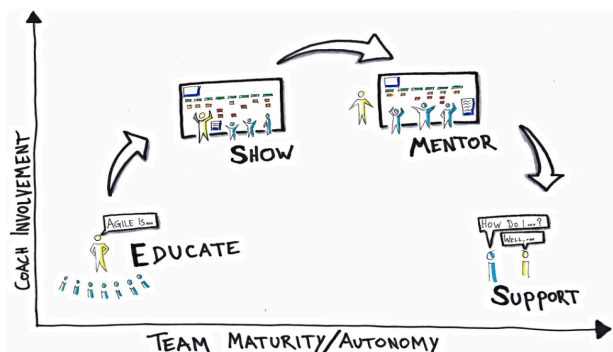 COACH INVOLVEMENT
AGILE IS...
EDUCATE
SHOW
MENTOR
HOW DO I....?
WELL,...
SUPPORT
TEAM MATURITY/AUTONOMY